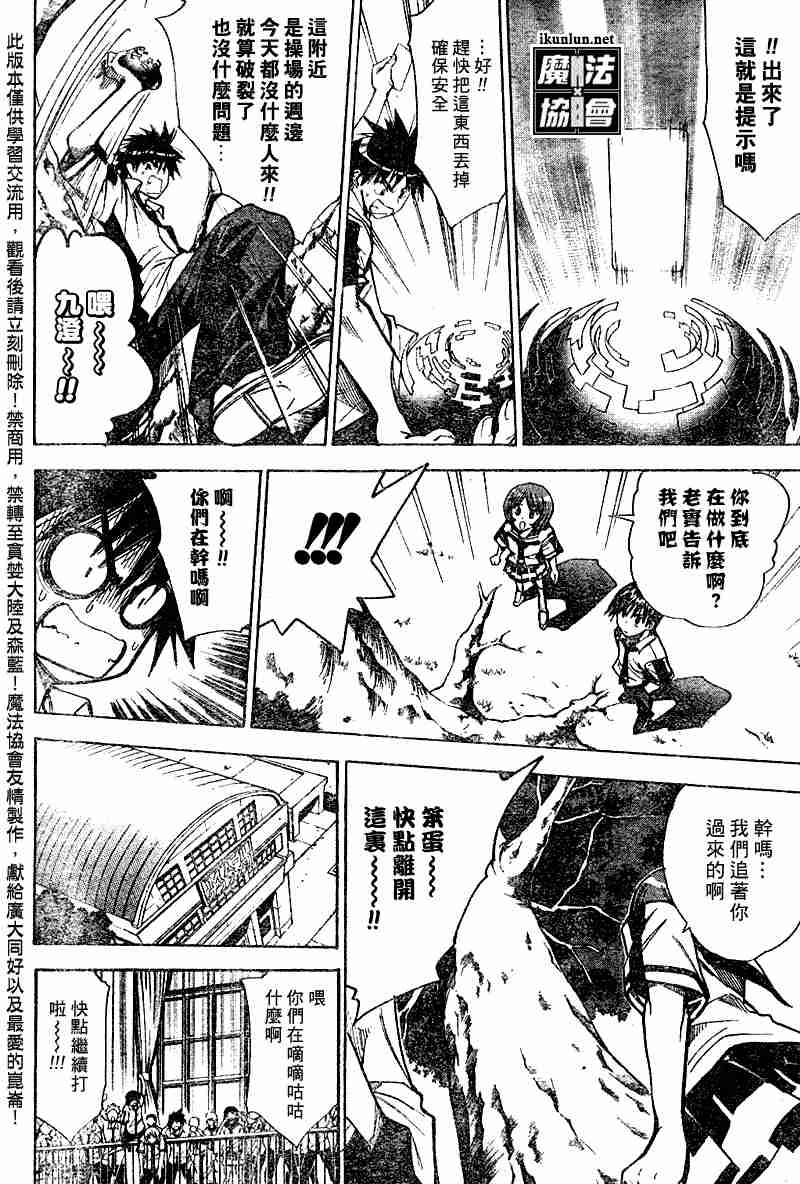 ikunlun.net
魔法
協會
!!出來了
這就是提示嗎
…好!!
趕快把這東西丟掉
確保安全
這附近
是操場的週邊
今天都沒什麼人來!!
就算破裂了
也沒什麼問題…
喂～～
九澄～～!!
你到底
在做什麼啊?
老實告訴
我們吧
!!!
啊～～!!
你們在幹嗎啊
幹嗎…
我們追著你
過來的啊
笨蛋～
快點離開
這裏～～!!
喂
你們在嘀嘀咕咕
什麼啊
快點繼續打
啦～～!!!
此版本僅供學習交流用，觀看後請立刻刪除！禁商用，禁轉至貪婪大陸及森藍！魔法協會友情製作，獻給廣大同好以及最愛的崑崙！